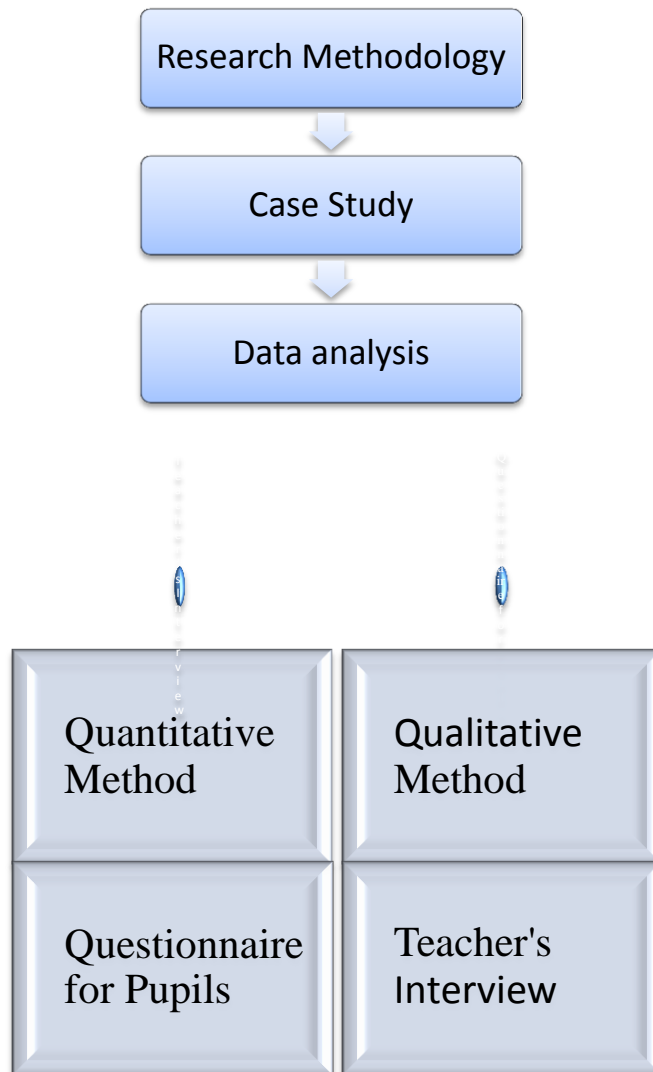 Research Methodology
Case Study
Data analysis
Quantitative
Method
Qualitative
Method
Questionnaire
for Pupils
Teacher's
Interview